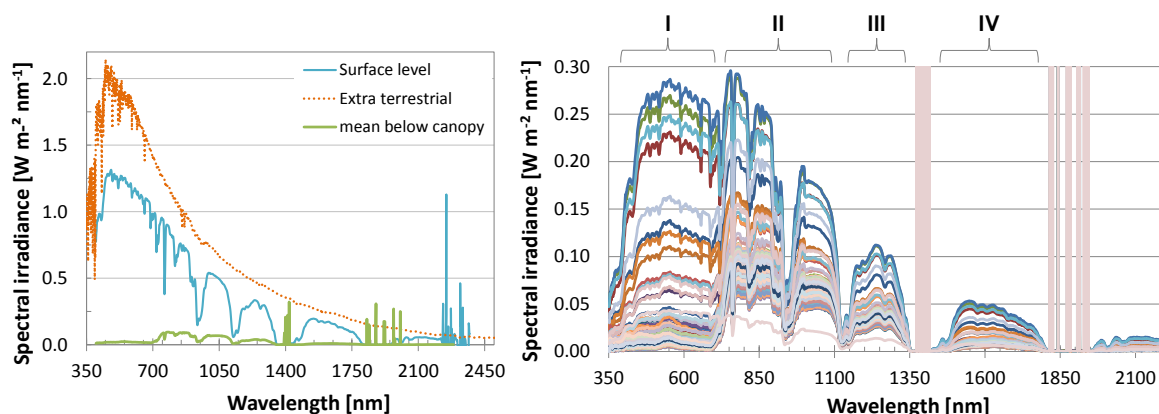 I II III IV
Spectral irradiance [W m-² nm-¹]
2.0
1.5
1.0
0.5
0.0
Surface level
Extra terrestrial
mean below canopy
350 700 1050 1400 1750 2100 2450
Wavelength [nm]
Spectral irradiance [W m-² nm-¹]
0.30
0.25
0.20
0.15
0.10
0.05
0.00
350 600 850 1100 1350 1600 1850 2100
Wavelength [nm]